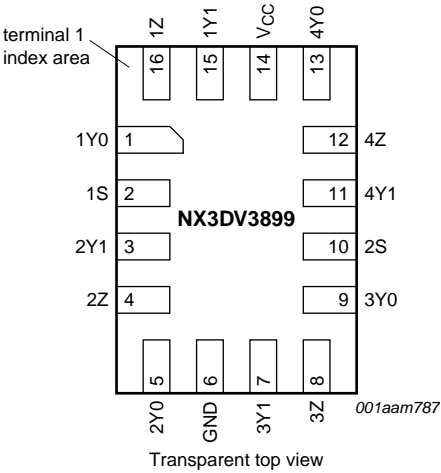 terminal 1
index area
1Z
1Y1
VCC
4Y0
16
15
14
13
1Y0 1
12 4Z
1S 2
11 4Y1
NX3DV3899
2Y1 3
10 2S
2Z 4
9 3Y0
5
6
7
8
2Y0
GND
3Y1
3Z
001aam787
Transparent top view